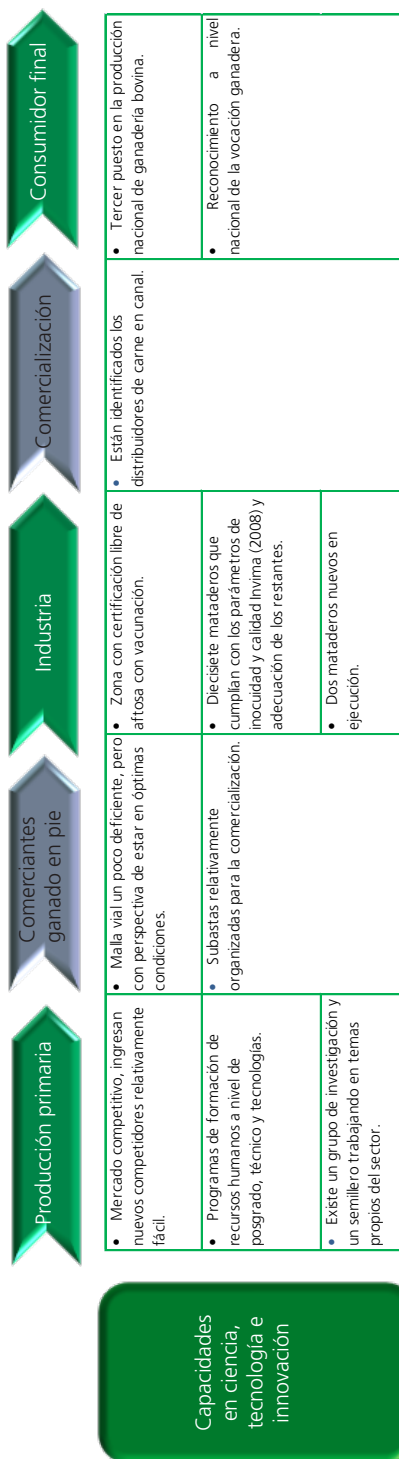 Producción primaria
Comerciantes
ganado en pie
Industria
Comercialización
Consumidor final
Capacidades
en ciencia,
tecnología e
innovación
• Mercado competitivo, ingresan
nuevos competidores relativamente
fácil.
• Malla vial un poco deficiente, pero
con perspectiva de estar en óptimas
condiciones.
• Zona con certificación libre de
aftosa con vacunación.
• Están identificados los
distribuidores de carne en canal.
• Tercer puesto en la producción
nacional de ganadería bovina.
• Programas de formación de
recursos humanos a nivel de
posgrado, técnico y tecnologías.
• Subastas relativamente
organizadas para la comercialización.
• Diecisiete mataderos que
cumplían con los parámetros de
inocuidad y calidad Invima (2008) y
adecuación de los restantes.
• Reconocimiento a nivel
nacional de la vocación ganadera.
• Existe un grupo de investigación y
un semillero trabajando en temas
propios del sector.
• Dos mataderos nuevos en
ejecución.